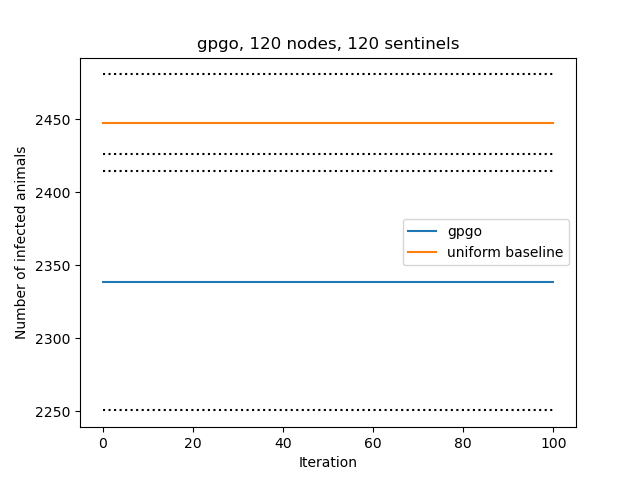 gpgo, 120 nodes, 120 sentinels
Number of infected animals
2450
2400
2350
2300
2250
gpgo
uniform baseline
0 20 40 60 80 100
Iteration